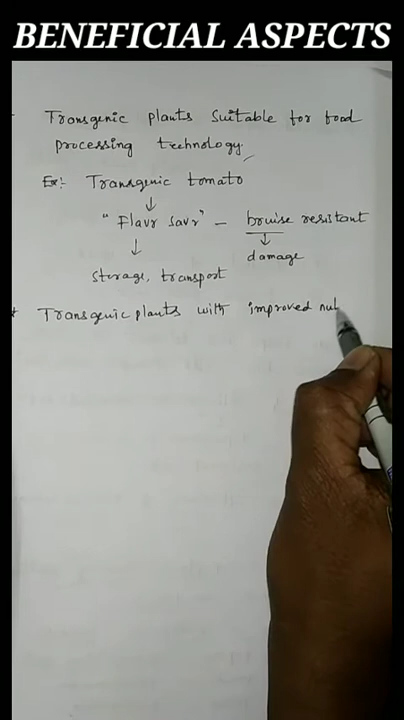 BENEFICIAL ASPECTS
Transgenic plants suitable for food
processing technology
Ex:- Transgenic tomato
↓
"Flavr savr" - bruise resistant
↓ ↓
damage
storage, transport
* Transgenic plants with improved nut